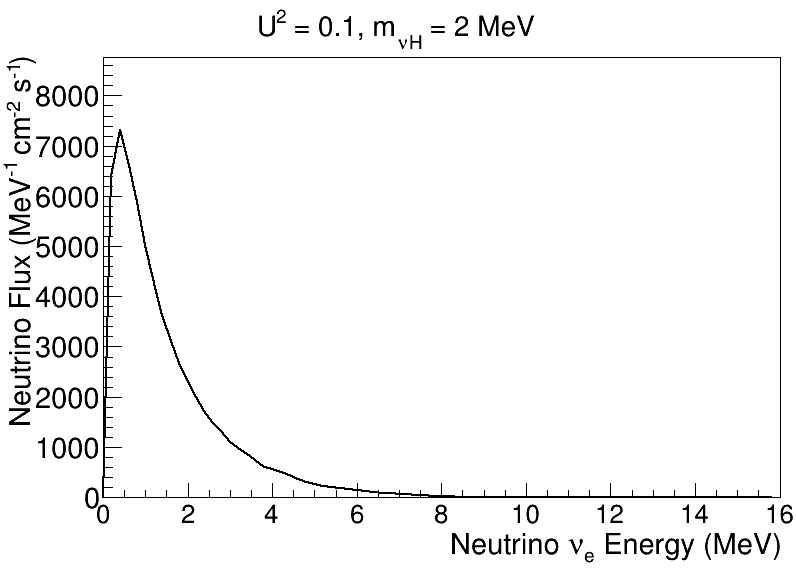 U² = 0.1, m_νH = 2 MeV
Neutrino Flux (MeV⁻¹ cm⁻² s⁻¹)
8000
7000
6000
5000
4000
3000
2000
1000
0
0 2 4 6 8 10 12 14 16
Neutrino ν_e Energy (MeV)